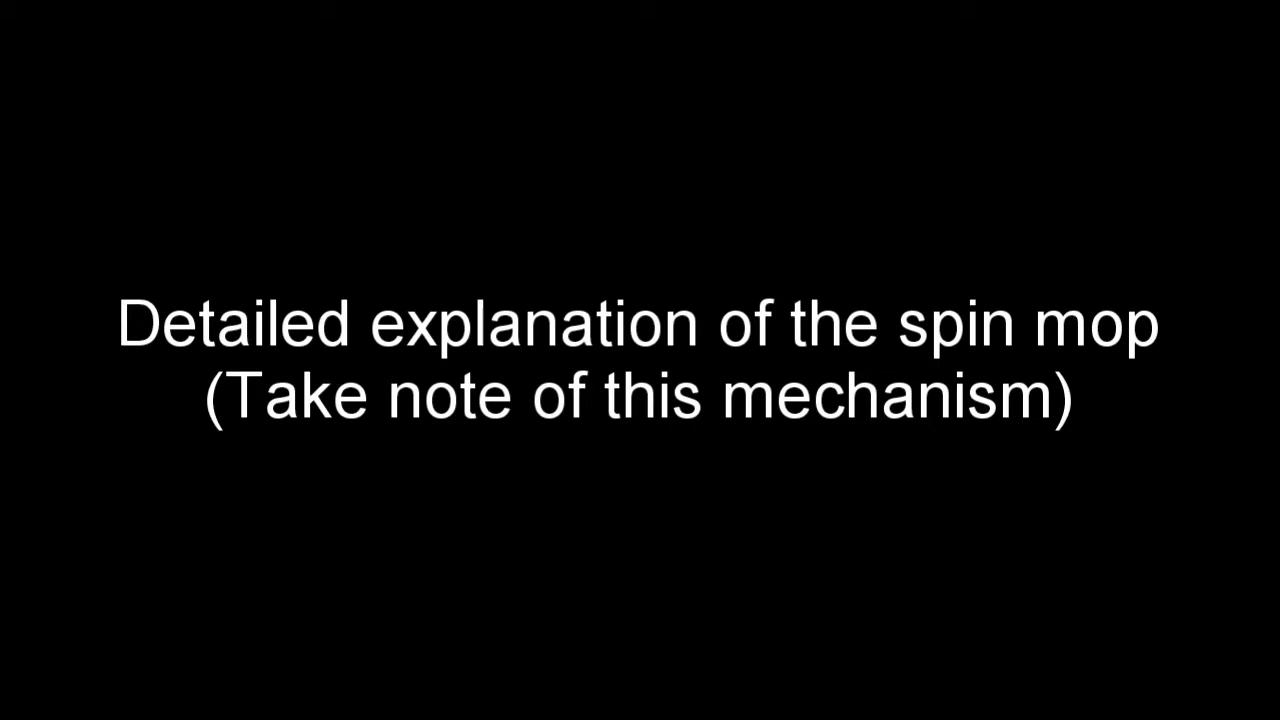 Detailed explanation of the spin mop
(Take note of this mechanism)